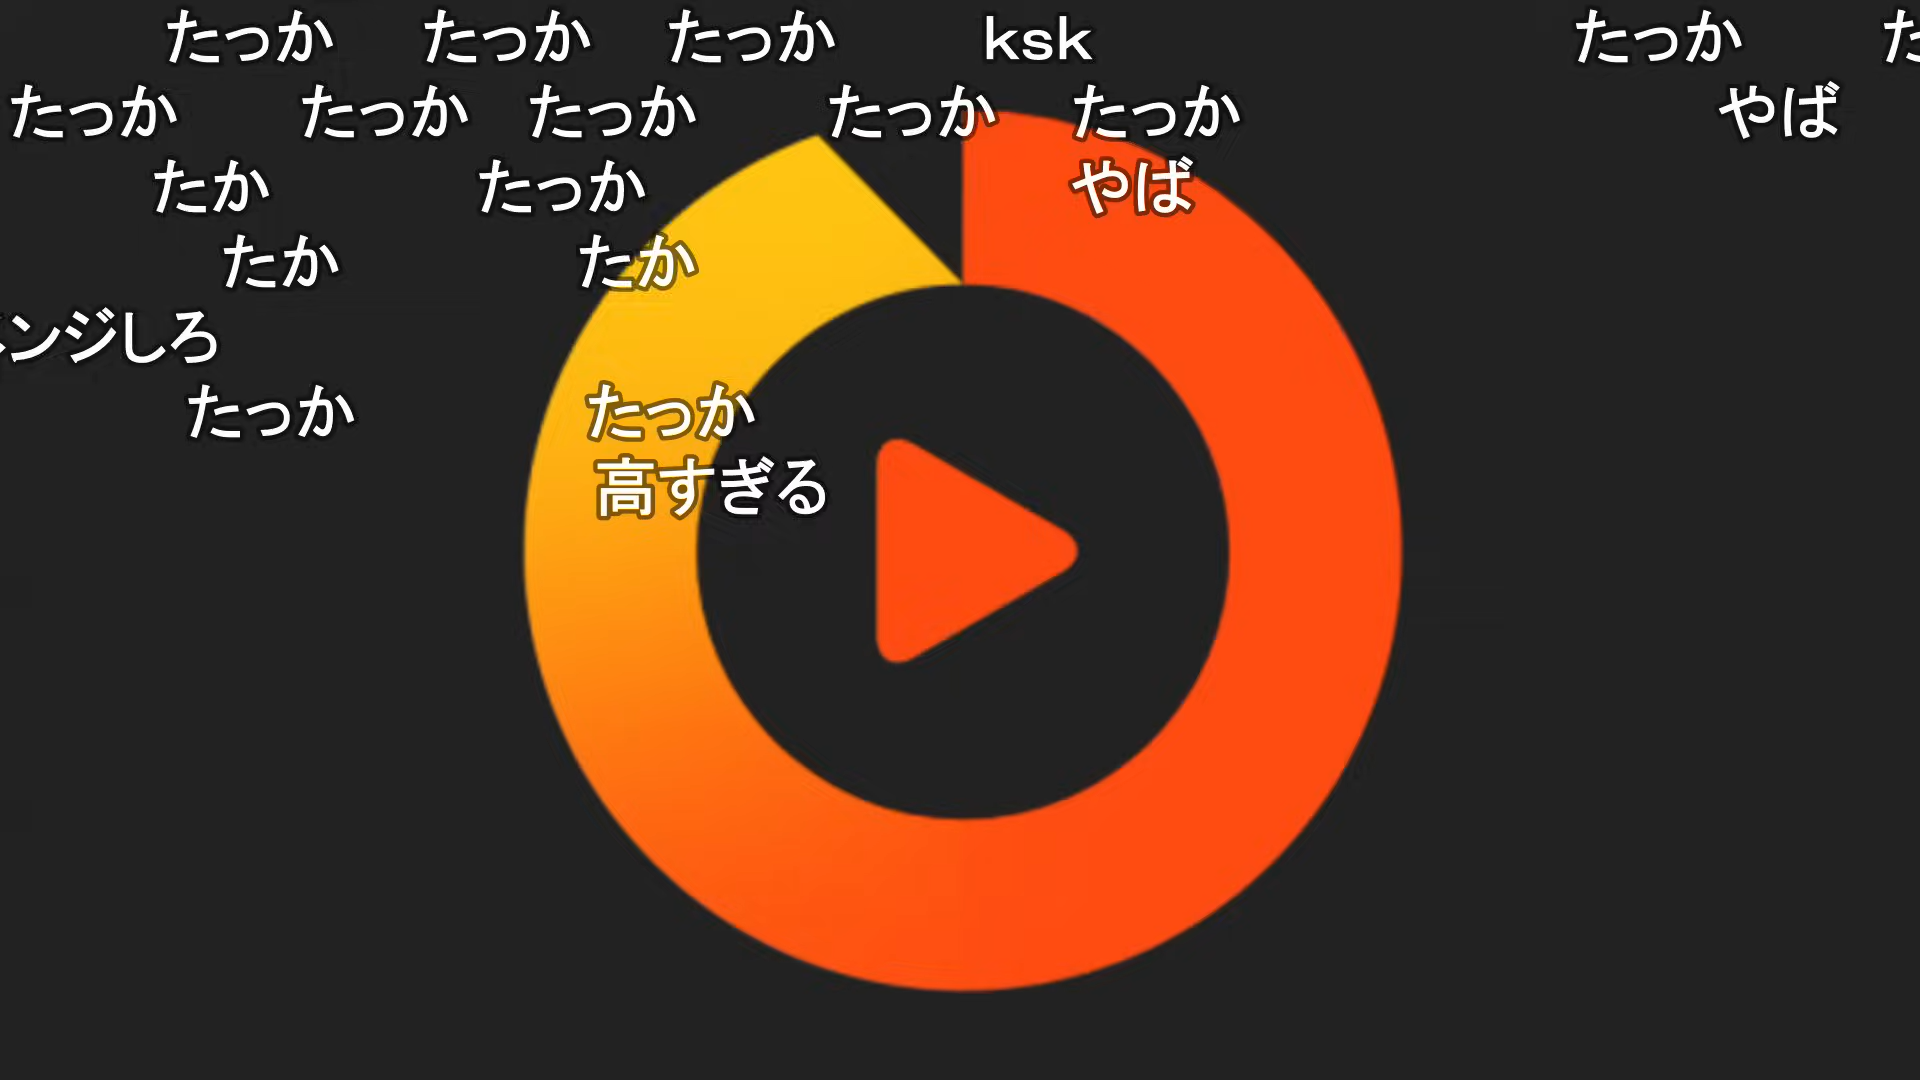 たっか たっか たっか ksk たっか た
たっか たっか たっか たっか たっか やば
たか たっか やば
たか たか
ンジしろ
たっか たっか
高すぎる